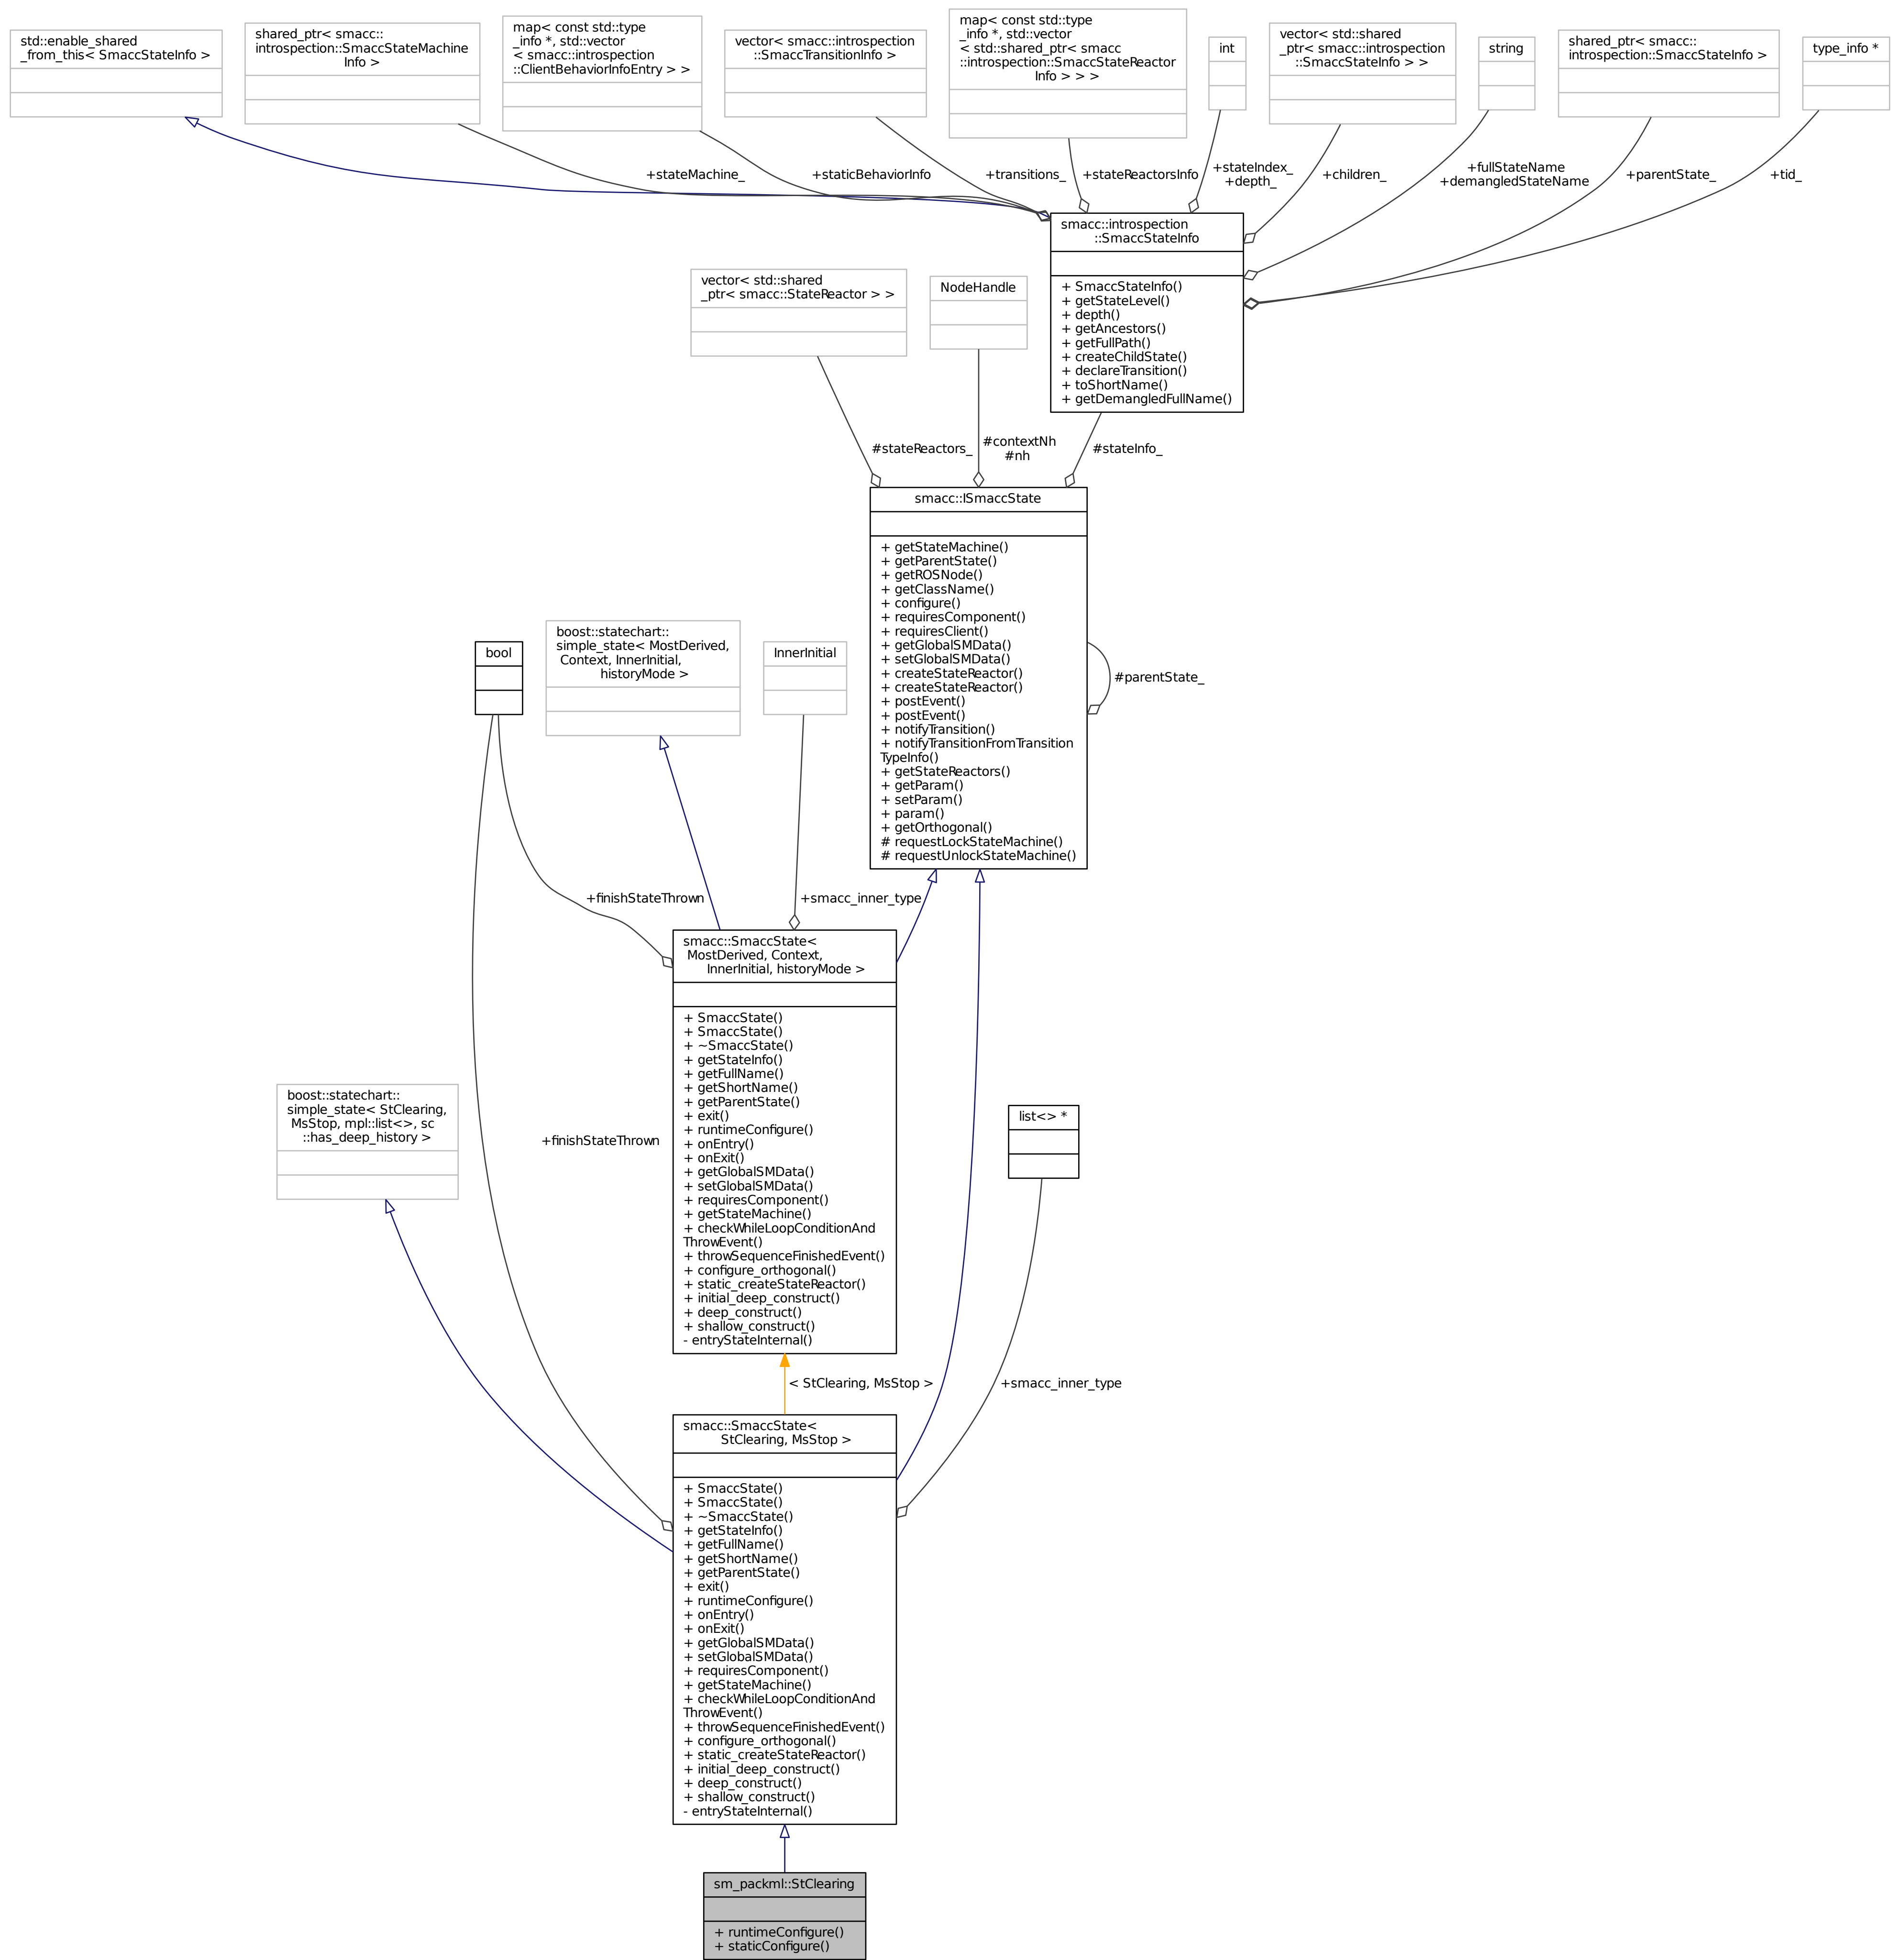 std::enable_shared
_from_this< SmaccStateInfo >
shared_ptr< smacc::
introspection::SmaccStateMachine
Info >
map< const std::type
_info *, std::vector
< smacc::introspection
::ClientBehaviorInfoEntry > >
vector< smacc::introspection
::SmaccTransitionInfo >
map< const std::type
_info *, std::vector
< std::shared_ptr< smacc
::introspection::SmaccStateReactor
Info > > >
int
vector< std::shared
_ptr< smacc::introspection
::SmaccStateInfo > >
string
shared_ptr< smacc::
introspection::SmaccStateInfo >
type_info *
+stateMachine_
+staticBehaviorInfo
+transitions_
+stateReactorsInfo
+stateIndex_
+depth_
+children_
+fullStateName
+demangledStateName
+parentState_
+tid_
smacc::introspection
::SmaccStateInfo
+ SmaccStateInfo()
+ getStateLevel()
+ depth()
+ getAncestors()
+ getFullPath()
+ createChildState()
+ declareTransition()
+ toShortName()
+ getDemangledFullName()
vector< std::shared
_ptr< smacc::StateReactor > >
NodeHandle
#stateReactors_
#contextNh
#nh
#stateInfo_
smacc::ISmaccState
+ getStateMachine()
+ getParentState()
+ getROSNode()
+ getClassName()
+ configure()
+ requiresComponent()
+ requiresClient()
+ getGlobalSMData()
+ setGlobalSMData()
+ createStateReactor()
+ createStateReactor()
+ postEvent()
+ postEvent()
+ notifyTransition()
+ notifyTransitionFromTransition
TypeInfo()
+ getStateReactors()
+ getParam()
+ setParam()
+ param()
+ getOrthogonal()
# requestLockStateMachine()
# requestUnlockStateMachine()
#parentState_
bool
boost::statechart::
simple_state< MostDerived,
Context, InnerInitial,
historyMode >
InnerInitial
+finishStateThrown
+smacc_inner_type
smacc::SmaccState<
MostDerived, Context,
InnerInitial, historyMode >
+ SmaccState()
+ SmaccState()
+ ~SmaccState()
+ getStateInfo()
+ getFullName()
+ getShortName()
+ getParentState()
+ exit()
+ runtimeConfigure()
+ onEntry()
+ onExit()
+ getGlobalSMData()
+ setGlobalSMData()
+ requiresComponent()
+ getStateMachine()
+ checkWhileLoopConditionAnd
ThrowEvent()
+ throwSequenceFinishedEvent()
+ configure_orthogonal()
+ static_createStateReactor()
+ initial_deep_construct()
+ deep_construct()
+ shallow_construct()
- entryStateInternal()
boost::statechart::
simple_state< StClearing,
MsStop, mpl::list<>, sc
::has_deep_history >
+finishStateThrown
list<> *
< StClearing, MsStop >
+smacc_inner_type
smacc::SmaccState<
StClearing, MsStop >
+ SmaccState()
+ SmaccState()
+ ~SmaccState()
+ getStateInfo()
+ getFullName()
+ getShortName()
+ getParentState()
+ exit()
+ runtimeConfigure()
+ onEntry()
+ onExit()
+ getGlobalSMData()
+ setGlobalSMData()
+ requiresComponent()
+ getStateMachine()
+ checkWhileLoopConditionAnd
ThrowEvent()
+ throwSequenceFinishedEvent()
+ configure_orthogonal()
+ static_createStateReactor()
+ initial_deep_construct()
+ deep_construct()
+ shallow_construct()
- entryStateInternal()
sm_packml::StClearing
+ runtimeConfigure()
+ staticConfigure()